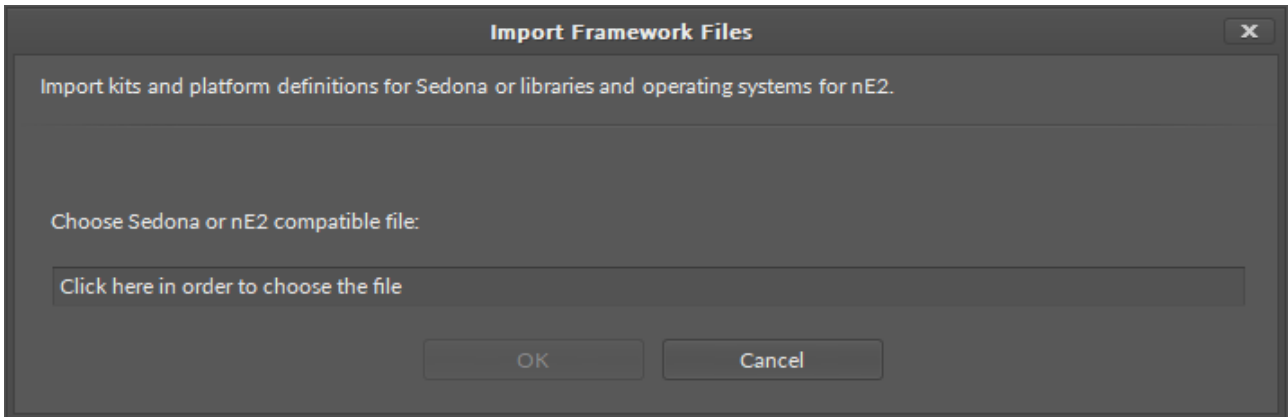 Import Framework Files
x
Import kits and platform definitions for Sedona or libraries and operating systems for nE2.
Choose Sedona or nE2 compatible file:
Click here in order to choose the file
OK Cancel